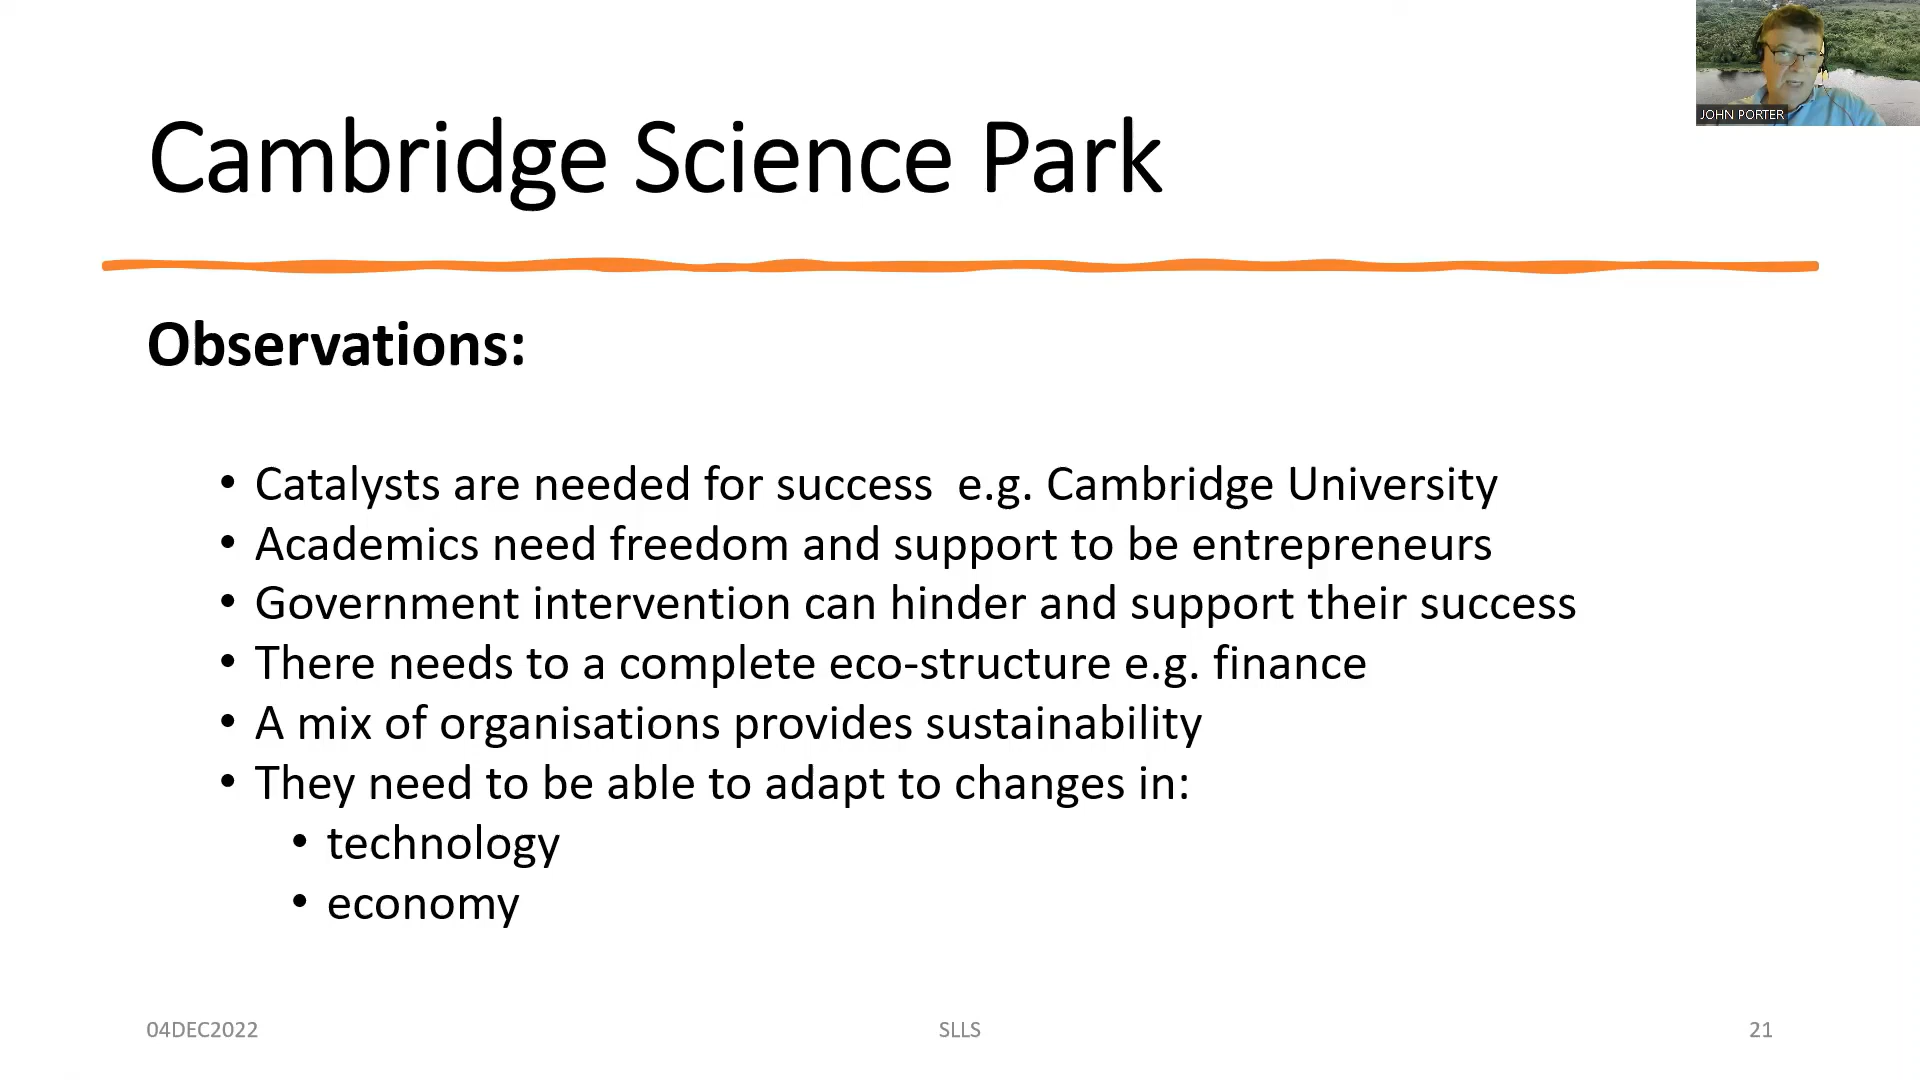 JOHN PORTER
Cambridge Science Park
Observations:
• Catalysts are needed for success  e.g. Cambridge University
• Academics need freedom and support to be entrepreneurs
• Government intervention can hinder and support their success
• There needs to a complete eco-structure e.g. finance
• A mix of organisations provides sustainability
• They need to be able to adapt to changes in:
• technology
• economy
04DEC2022
SLLS
21